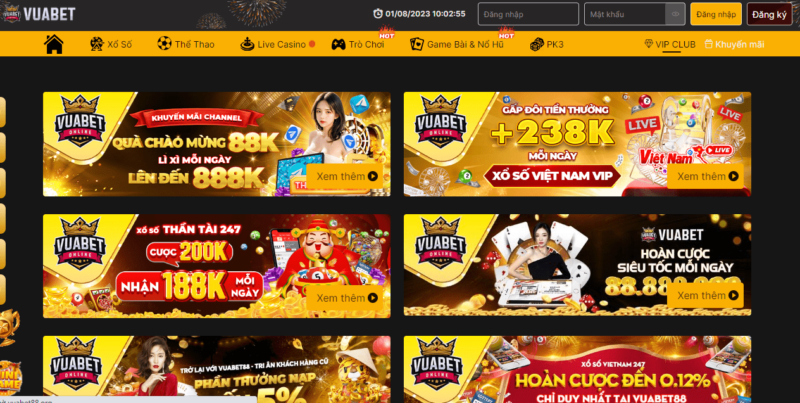 VUABET
01/08/2023 10:02:55
Đăng nhập
Mật khẩu
Đăng nhập
Đăng ký
Xổ Số
Thể Thao
Live Casino
Trò Chơi
HOT
Game Bài & Nổ Hũ
HOT
PK3
VIP CLUB
Khuyến mãi
VUABET
ONLINE
KHUYẾN MÃI CHANNEL
QUÀ CHÀO MỪNG 88K
LÌ XÌ MỖI NGÀY
LÊN ĐẾN 888K
Xem thêm
VUABET
ONLINE
GẤP ĐÔI TIỀN THƯỞNG
+238K
MỖI NGÀY
XỔ SỐ VIỆT NAM VIP
LIVE
LIVE
LIVE
Việt Nam
Xem thêm
VUABET
ONLINE
XỔ SỐ THẦN TÀI 247
CƯỢC 200K
NHẬN 188K MỖI NGÀY
Xem thêm
VUABET
ONLINE
VUABET
HOÀN CƯỢC
SIÊU TỐC MỖI NGÀY
Xem thêm
VUABET
ONLINE
TRỞ LẠI VỚI VUABET88 - TRI ÂN KHÁCH HÀNG CŨ
PHẦN THƯỞNG NẠP
5%
VUABET
ONLINE
XỔ SỐ VIETNAM 247
HOÀN CƯỢC ĐẾN 0.12%
CHỈ DUY NHẤT TẠI VUABET88